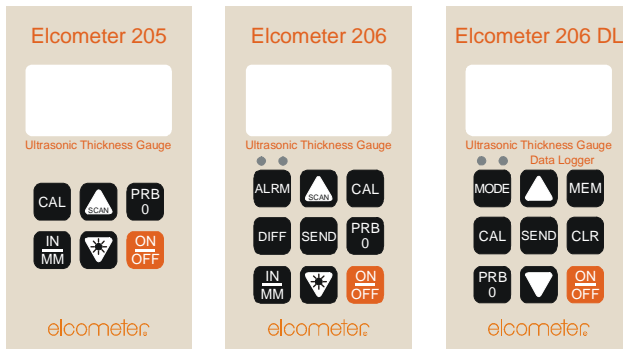 Elcometer 205
Ultrasonic Thickness Gauge
CAL SCAN PRB 0
IN MM ON OFF
elcometer
Elcometer 206
Ultrasonic Thickness Gauge
ALRM SCAN CAL
DIFF SEND PRB 0
IN MM ON OFF
elcometer
Elcometer 206 DL
Ultrasonic Thickness Gauge
Data Logger
MODE MEM
CAL SEND CLR
PRB 0 ON OFF
elcometer